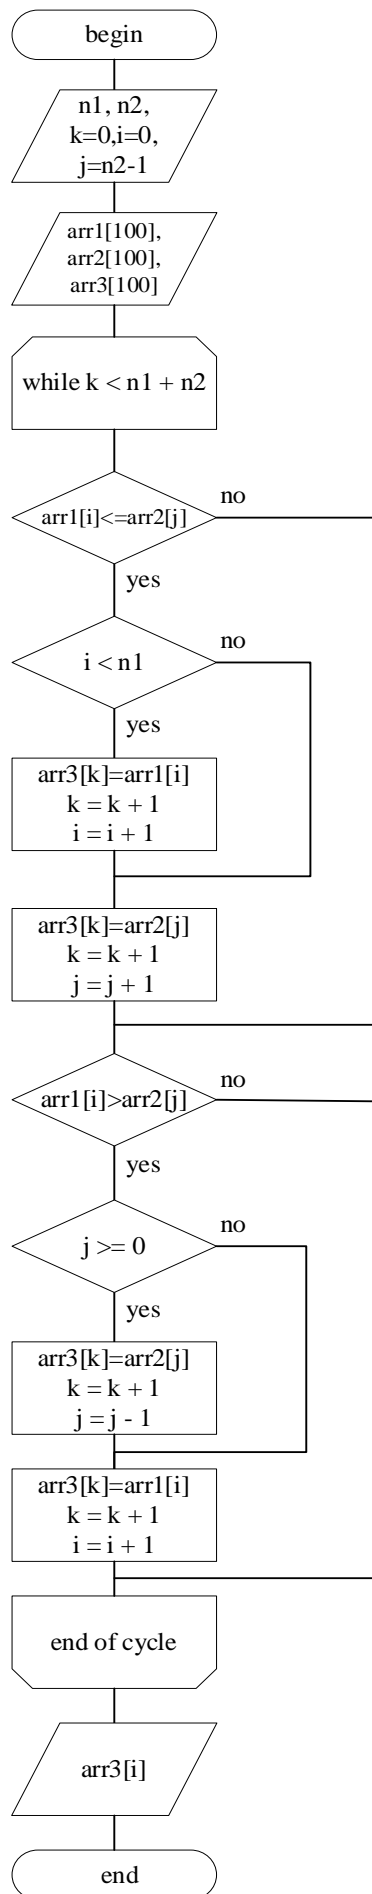 begin
n1, n2,
k=0,i=0,
j=n2-1
arr1[100],
arr2[100],
arr3[100]
while k < n1 + n2
arr1[i]<=arr2[j]
no
yes
i < n1
no
yes
arr3[k]=arr1[i]
k = k + 1
i = i + 1
arr3[k]=arr2[j]
k = k + 1
j = j + 1
arr1[i]>arr2[j]
no
yes
j >= 0
no
yes
arr3[k]=arr2[j]
k = k + 1
j = j - 1
arr3[k]=arr1[i]
k = k + 1
i = i + 1
end of cycle
arr3[i]
end